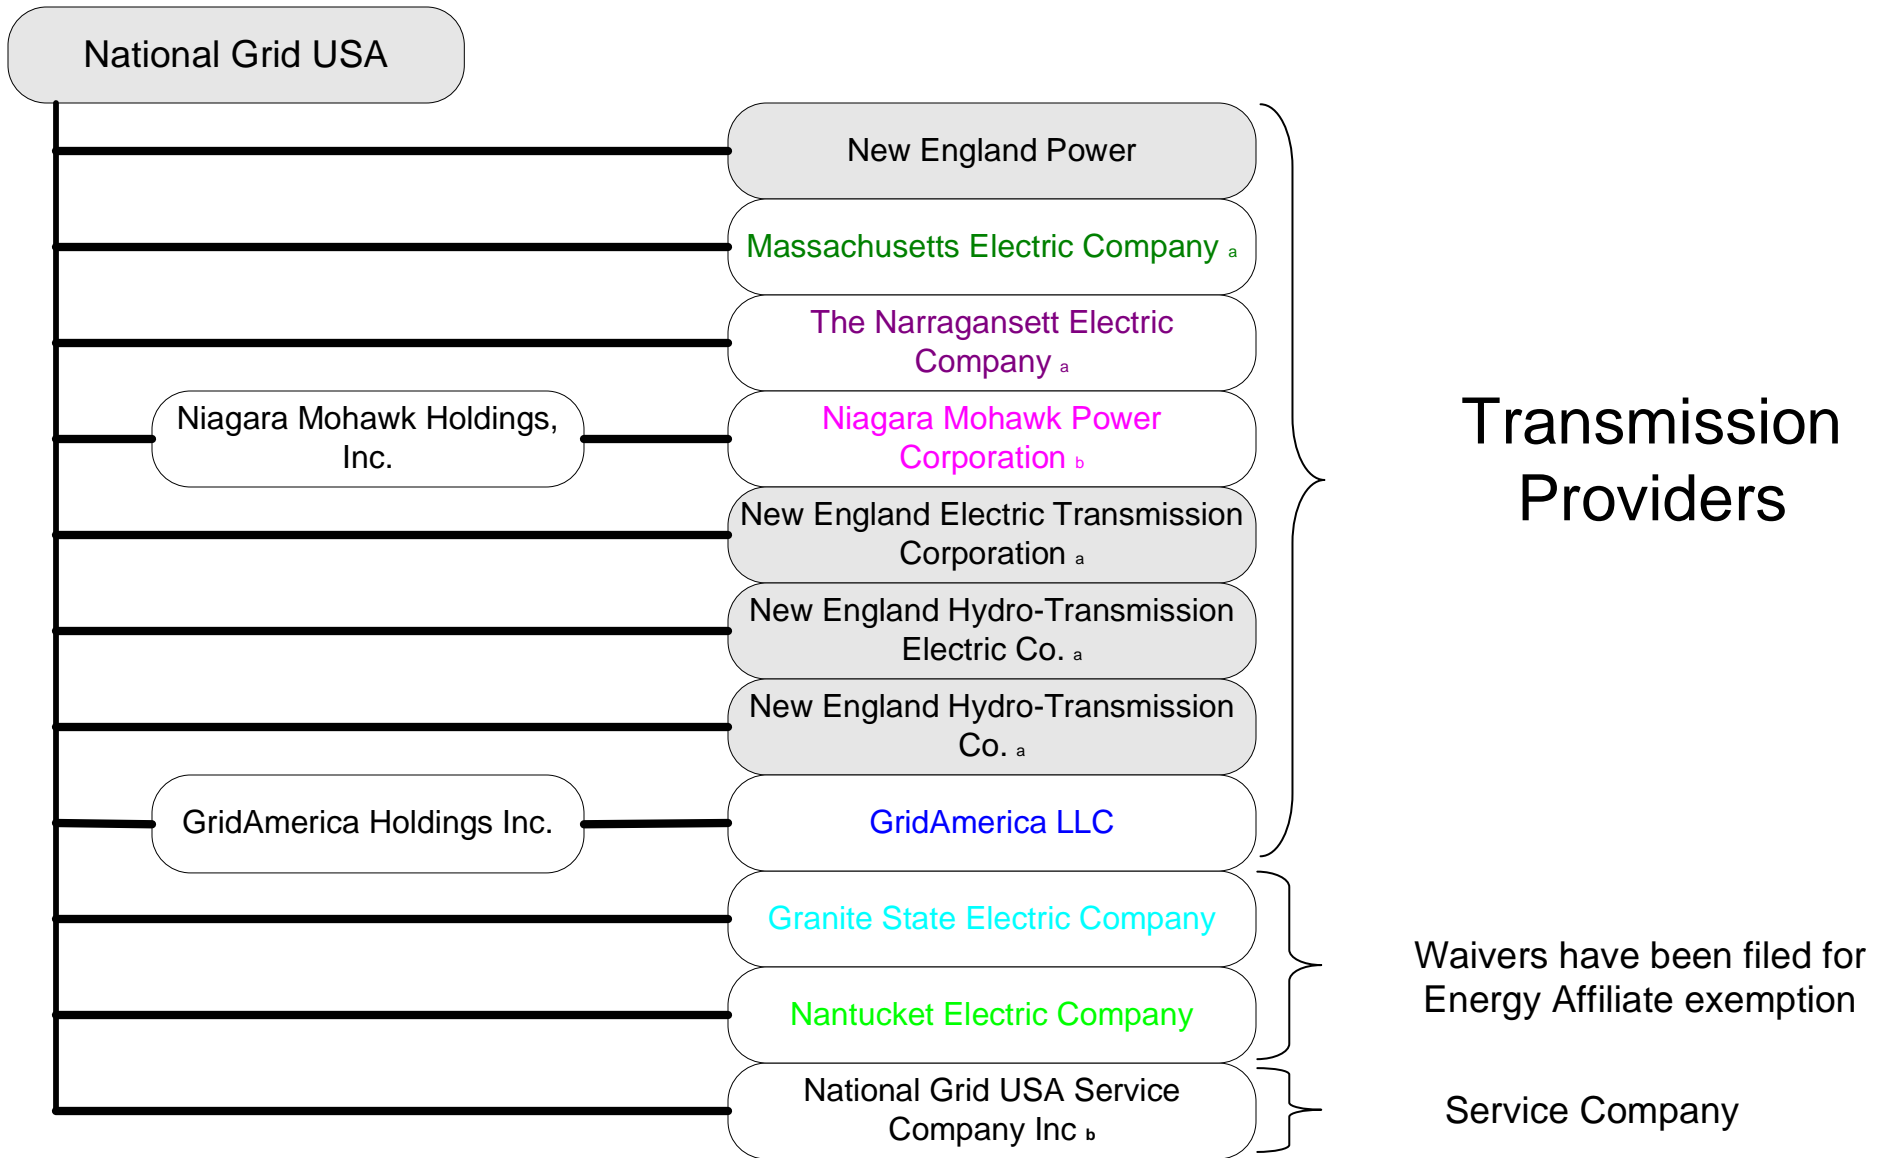 National Grid USA
New England Power
Massachusetts Electric Company a
The Narragansett Electric
Company a
Niagara Mohawk Holdings,
Inc.
Niagara Mohawk Power
Corporation b
New England Electric Transmission
Corporation a
New England Hydro-Transmission
Electric Co. a
New England Hydro-Transmission
Co. a
GridAmerica Holdings Inc.
GridAmerica LLC
Granite State Electric Company
Nantucket Electric Company
National Grid USA Service
Company Inc b
Transmission
Providers
Waivers have been filed for
Energy Affiliate exemption
Service Company